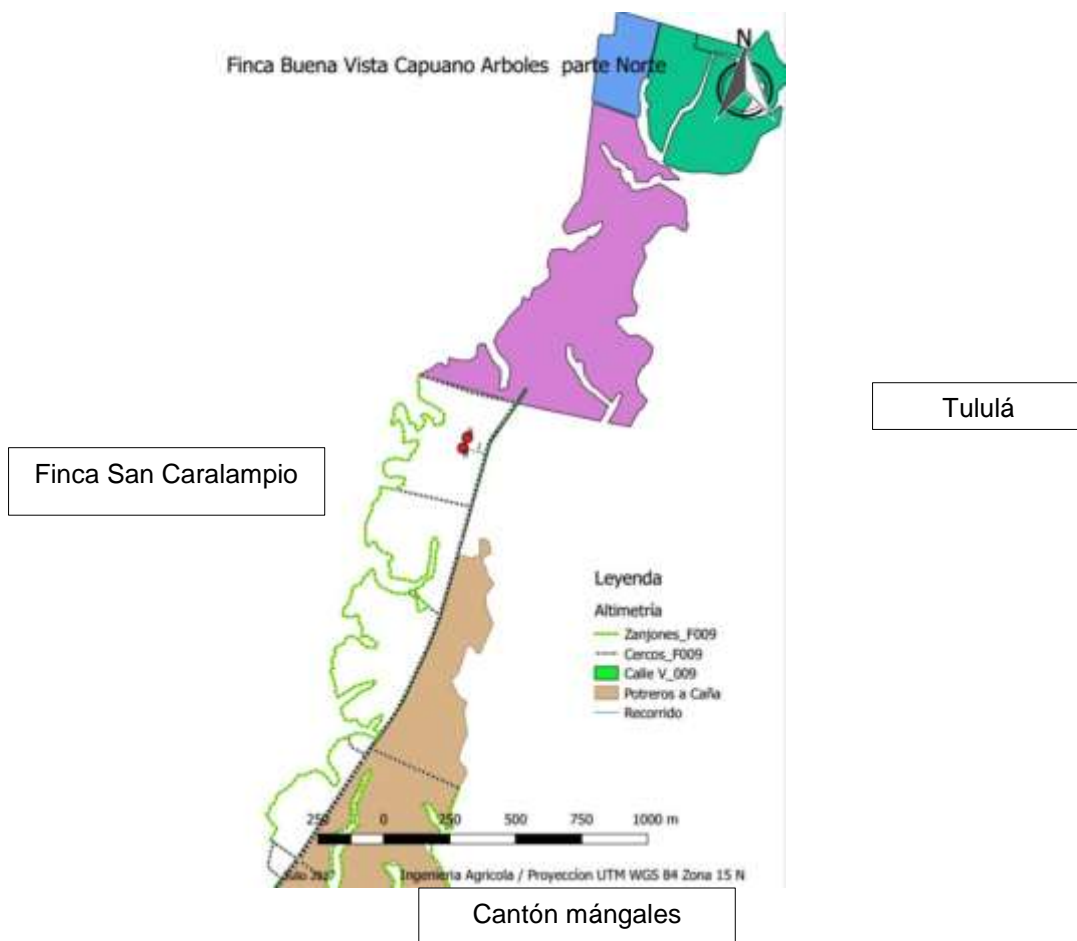 N
Finca Buena Vista Capuano Arboles parte Norte
Tululá
Finca San Caralampio
Leyenda
Altimetría
Zanjones_F009
Cercos_F009
Calle V_009
Potreros a Caña
Recorrido
250 0 250 500 750 1000 m
Ingenieria Agrícola / Proyeccion UTM WGS 84 Zona 15 N
Cantón mángales